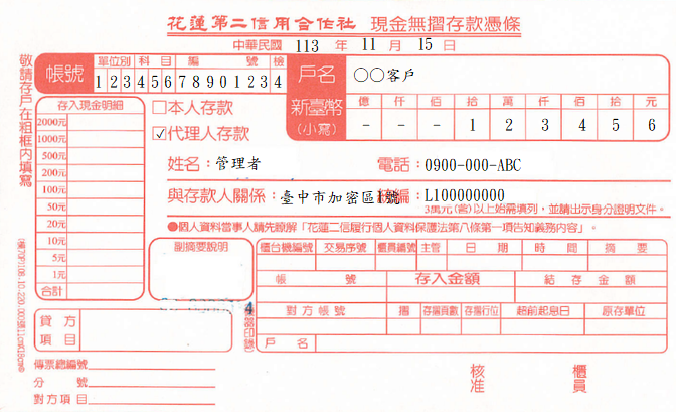 花蓮第二信用合作社 現金無摺存款憑條
中華民國 113 年 11 月 15 日
敬請存戶在粗框內填寫
帳號 單位別 科目 編 號 檢
1 2 3 4 5 6 7 8 9 0 1 2 3 4
戶名 ○○客戶
新臺幣(小寫) 億 仟 佰 拾 萬 仟 佰 拾 元
- - - 1 2 3 4 5 6
存入現金明細
2000元
1000元
500元
200元
100元
50元
20元
10元
5元
1元
合計
□本人存款
☑代理人存款
姓名：管理者 電話：0900-000-ABC
與存款人關係：臺中市加密區1號 編：L100000000
3萬元(含)以上始需填列，並請出示身分證明文件。
●個人資料當事人請先瞭解「花蓮二信履行個人資料保護法第八條第一項告知義務內容」。
副摘要說明
櫃台機編號 交易序號 櫃員編號 主管 日 期 時 間 摘 要
帳 號 存入金額 結存金額
對方帳號 摺 存摺頁數 存摺行位 超前起息日 原存單位
戶 名
4
貸方項目
傳票總編號
分 號
對方項目
核准 櫃員